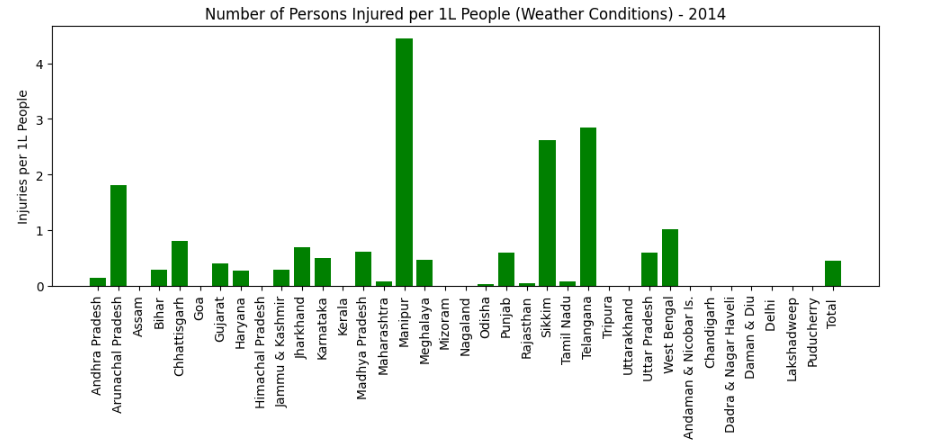 Number of Persons Injured per 1L People (Weather Conditions) - 2014
Injuries per 1L People
4
3
2
1
0
Andhra Pradesh
Arunachal Pradesh
Assam
Bihar
Chhattisgarh
Goa
Gujarat
Haryana
Himachal Pradesh
Jammu & Kashmir
Jharkhand
Karnataka
Kerala
Madhya Pradesh
Maharashtra
Manipur
Meghalaya
Mizoram
Nagaland
Odisha
Punjab
Rajasthan
Sikkim
Tamil Nadu
Telangana
Tripura
Uttarakhand
Uttar Pradesh
West Bengal
Andaman & Nicobar Is.
Chandigarh
Dadra & Nagar Haveli
Daman & Diu
Delhi
Lakshadweep
Puducherry
Total